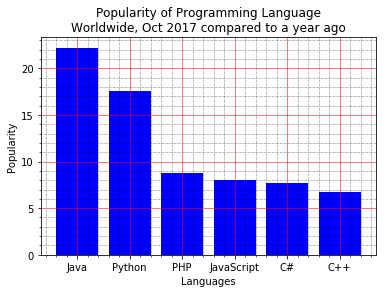 Popularity of Programming Language
Worldwide, Oct 2017 compared to a year ago
20
15
10
5
0
Popularity
Java Python PHP JavaScript C# C++
Languages